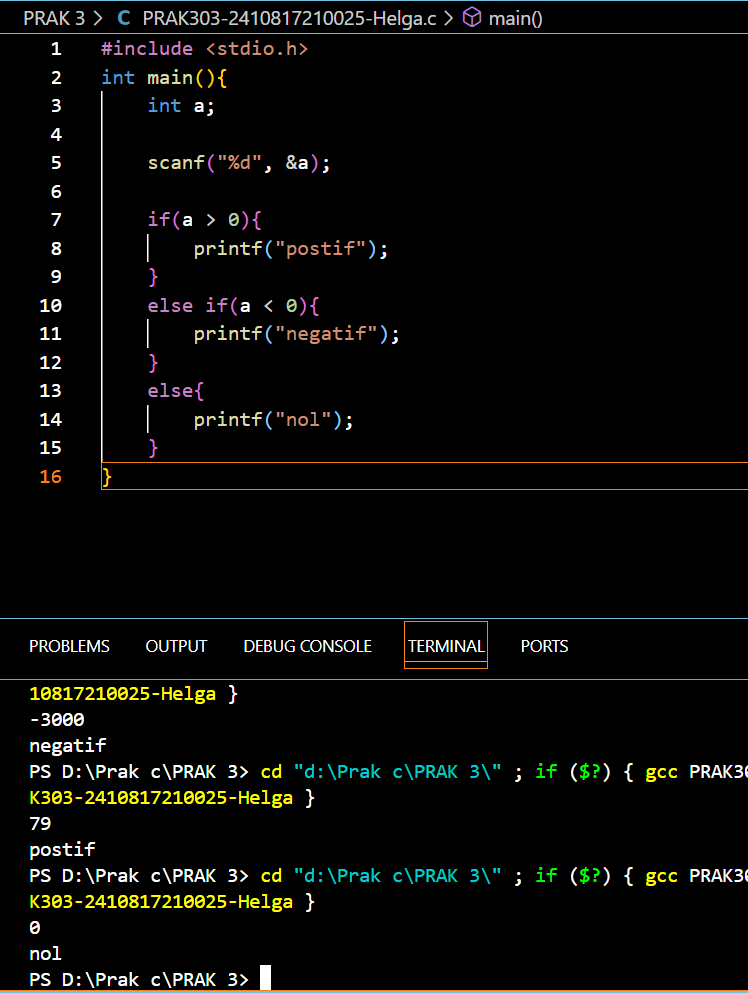 PRAK 3 > C PRAK303-2410817210025-Helga.c > main()
1 #include <stdio.h>
2 int main(){
3     int a;
4
5     scanf("%d", &a);
6
7     if(a > 0){
8         printf("postif");
9     }
10     else if(a < 0){
11         printf("negatif");
12     }
13     else{
14         printf("nol");
15     }
16 }
PROBLEMS OUTPUT DEBUG CONSOLE TERMINAL PORTS
10817210025-Helga }
-3000
negatif
PS D:\Prak c\PRAK 3> cd "d:\Prak c\PRAK 3\" ; if ($?) { gcc PRAK30
K303-2410817210025-Helga }
79
postif
PS D:\Prak c\PRAK 3> cd "d:\Prak c\PRAK 3\" ; if ($?) { gcc PRAK30
K303-2410817210025-Helga }
0
nol
PS D:\Prak c\PRAK 3>